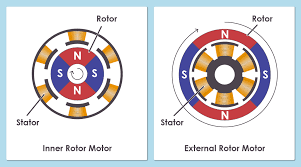 Rotor
N
S S
N
Stator
Inner Rotor Motor
Rotor
N
S S
N
Stator
External Rotor Motor